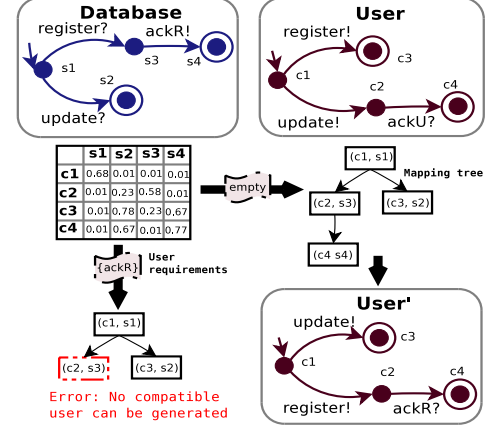 Database
register?
ackR!
s1
s2
s3
s4
update?
User
register!
c3
c1
c2
c4
update!
ackU?
s1 s2 s3 s4
c1 0.68 0.01 0.01 0.01
c2 0.01 0.23 0.58 0.01
c3 0.01 0.78 0.23 0.67
c4 0.01 0.67 0.01 0.77
empty
(c1, s1)
Mapping tree
(c2, s3) (c3, s2)
(c4 s4)
{ackR}
User
requirements
(c1, s1)
(c2, s3) (c3, s2)
Error: No compatible
user can be generated
User'
update!
c3
c1
c2
c4
register!
ackR?